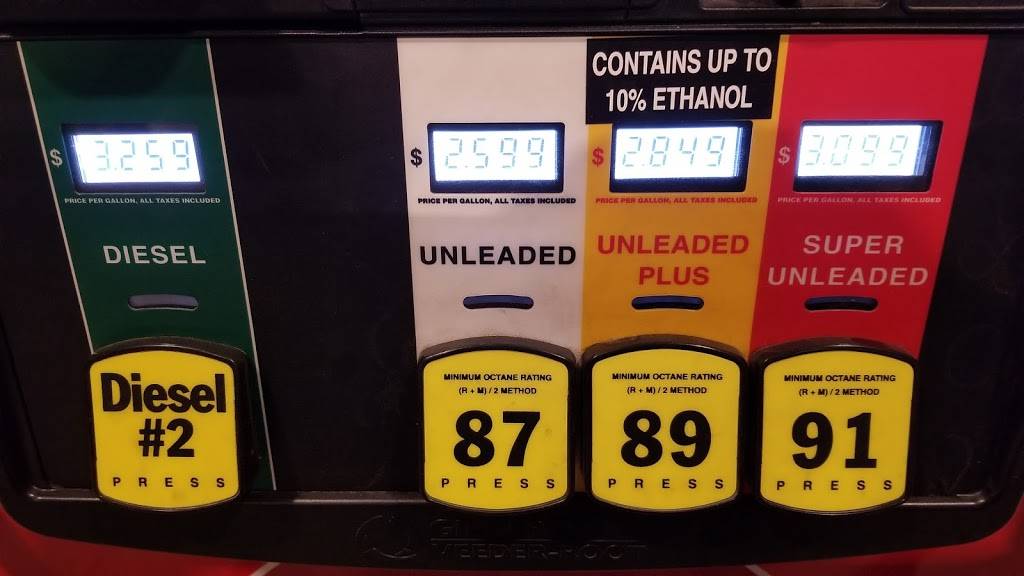 CONTAINS UP TO
10% ETHANOL
$ 3.259
PRICE PER GALLON, ALL TAXES INCLUDED
DIESEL
Diesel
#2
PRESS
$ 2.599
PRICE PER GALLON, ALL TAXES INCLUDED
UNLEADED
MINIMUM OCTANE RATING
(R + M) / 2 METHOD
87
PRESS
$ 2.849
PRICE PER GALLON, ALL TAXES INCLUDED
UNLEADED
PLUS
MINIMUM OCTANE RATING
(R + M) / 2 METHOD
89
PRESS
$ 3.099
PRICE PER GALLON, ALL TAXES INCLUDED
SUPER
UNLEADED
MINIMUM OCTANE RATING
(R + M) / 2 METHOD
91
PRESS
VEEDER-ROOT